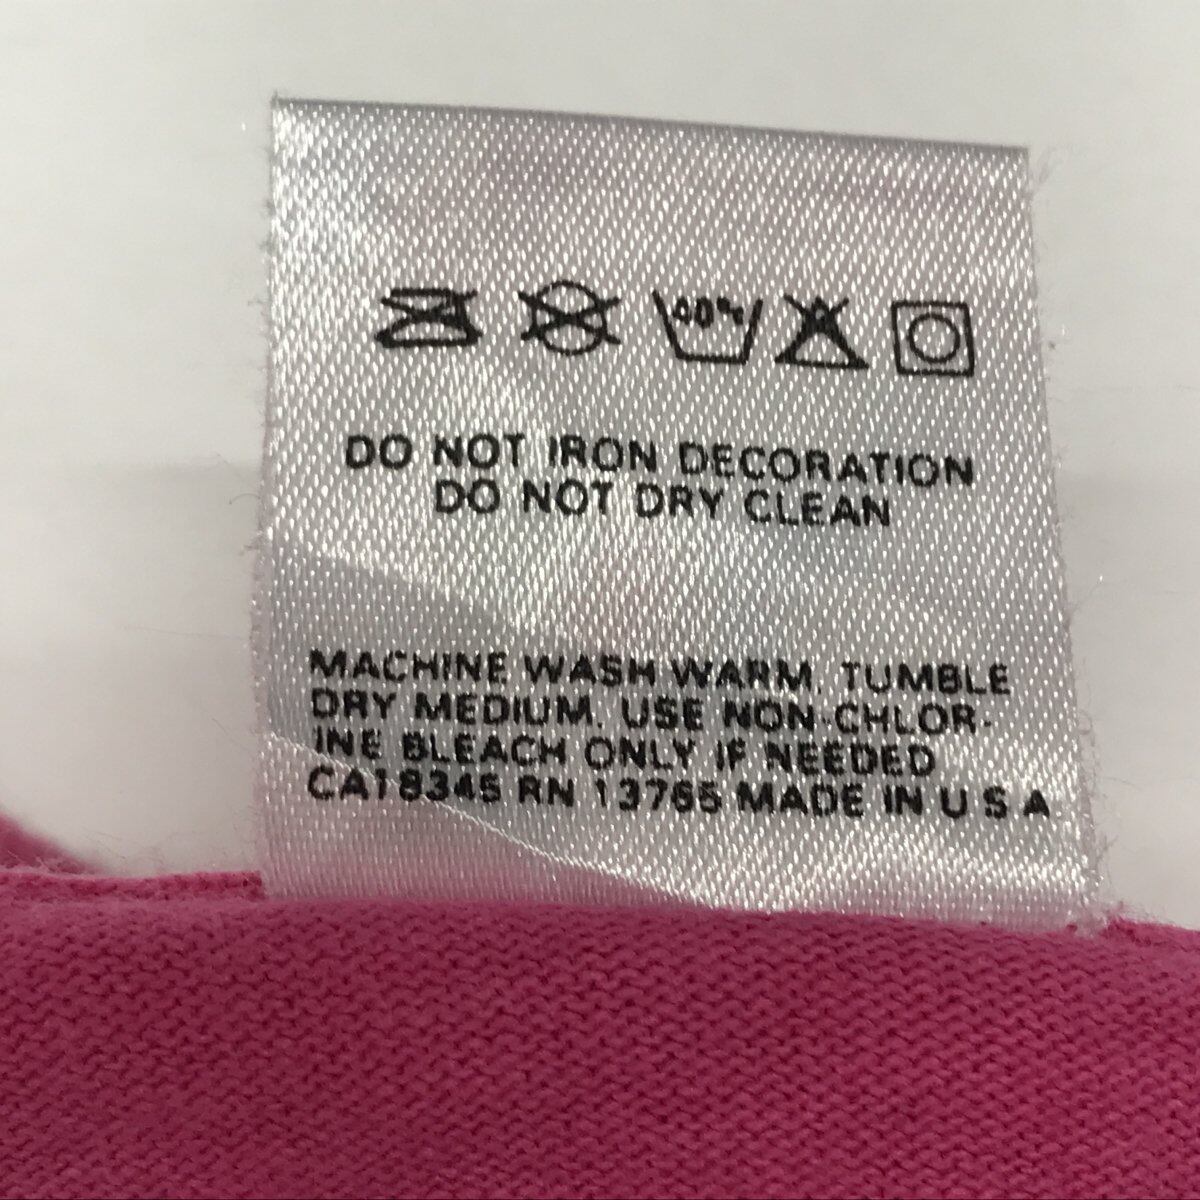 40°c
DO NOT IRON DECORATION
DO NOT DRY CLEAN
MACHINE WASH WARM. TUMBLE
DRY MEDIUM. USE NON-CHLOR-
INE BLEACH ONLY IF NEEDED
CA18345 RN 13765 MADE IN U S A